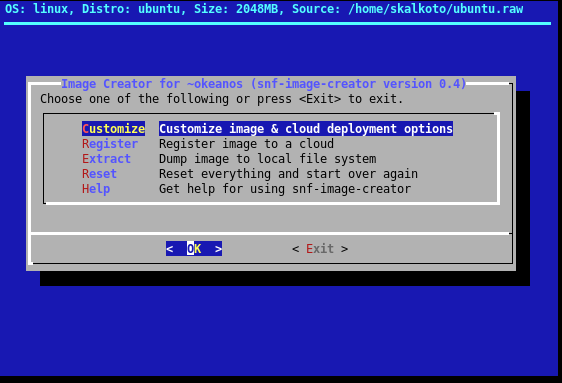 OS: linux, Distro: ubuntu, Size: 2048MB, Source: /home/skalkoto/ubuntu.raw
Image Creator for ~okeanos (snf-image-creator version 0.4)
Choose one of the following or press <Exit> to exit.
Customize Customize image & cloud deployment options
Register Register image to a cloud
Extract Dump image to local file system
Reset Reset everything and start over again
Help Get help for using snf-image-creator
< OK > < Exit >